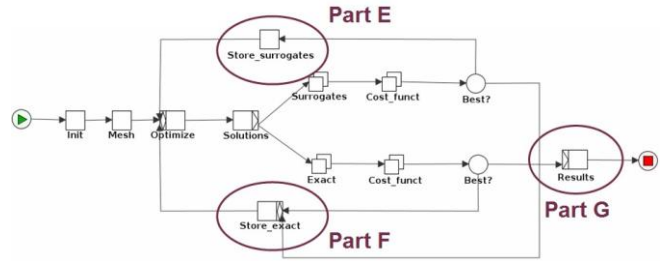 Part E
Store_surrogates
Surrogates
Cost_funct
Best?
Init
Mesh
Optimize
Solutions
Exact
Cost_funct
Best?
Results
Part G
Store_exact
Part F